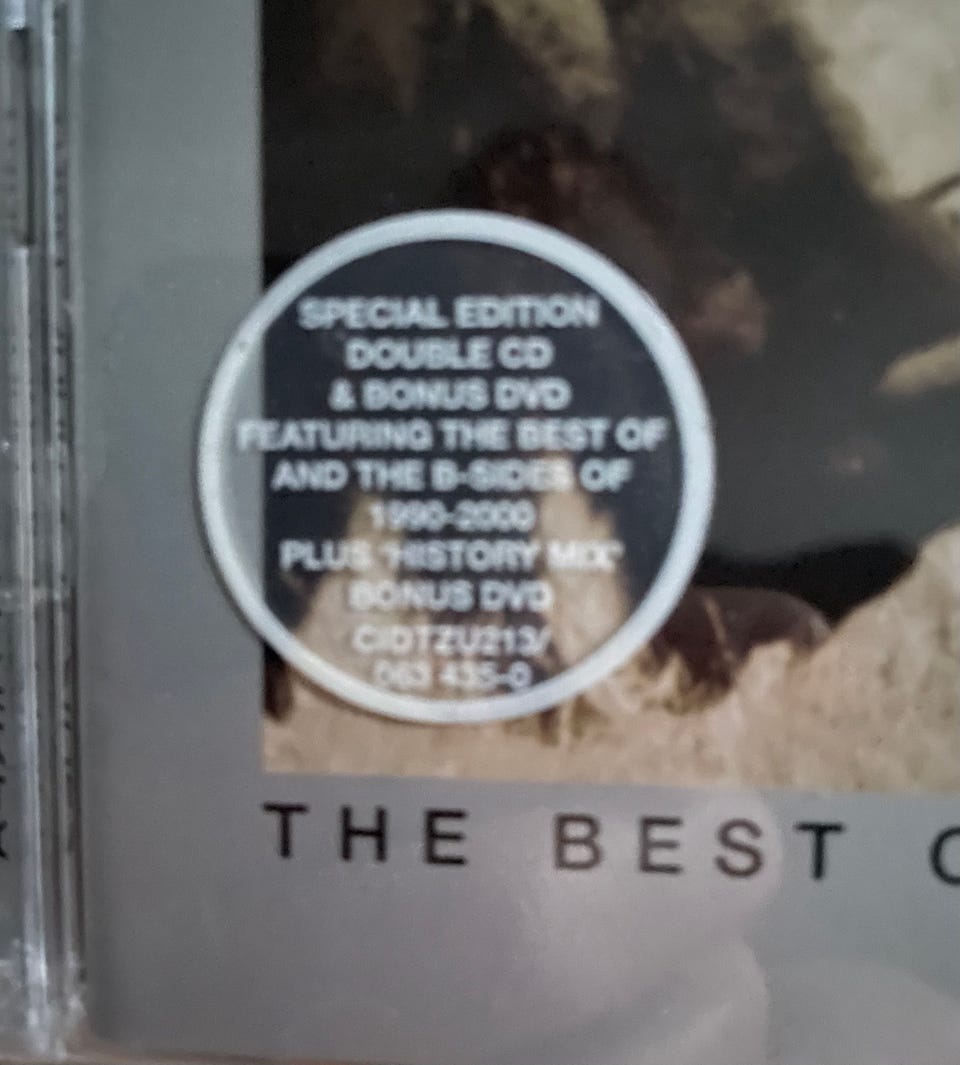 SPECIAL EDITION
DOUBLE CD
& BONUS DVD
FEATURING THE BEST OF
AND THE B-SIDES OF
1990-2000
PLUS "HISTORY MIX"
BONUS DVD
CIDTZU213/
063 435-0
THE BEST O